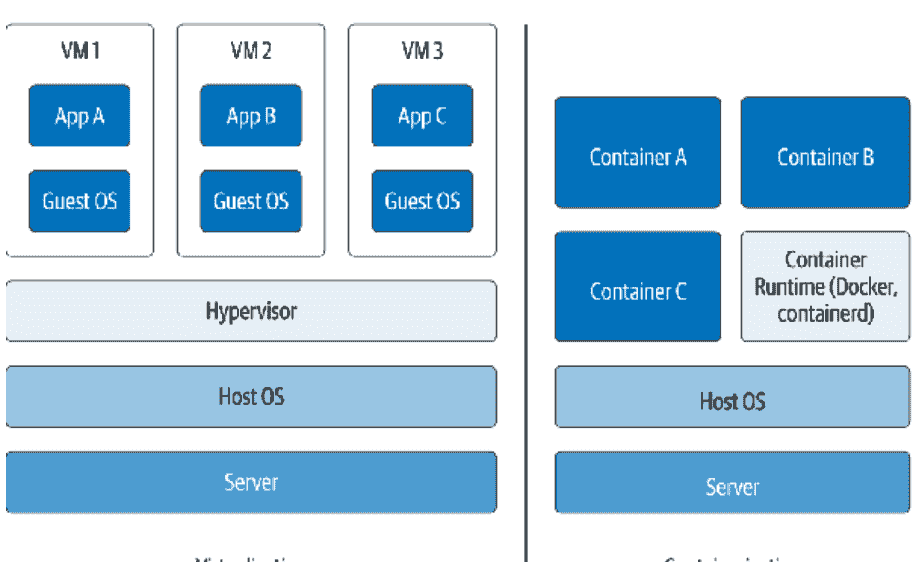 VM 1
VM 2
VM 3
App A
App B
App C
Guest OS
Guest OS
Guest OS
Hypervisor
Host OS
Server
Container A
Container B
Container C
Container
Runtime (Docker,
containerd)
Host OS
Server